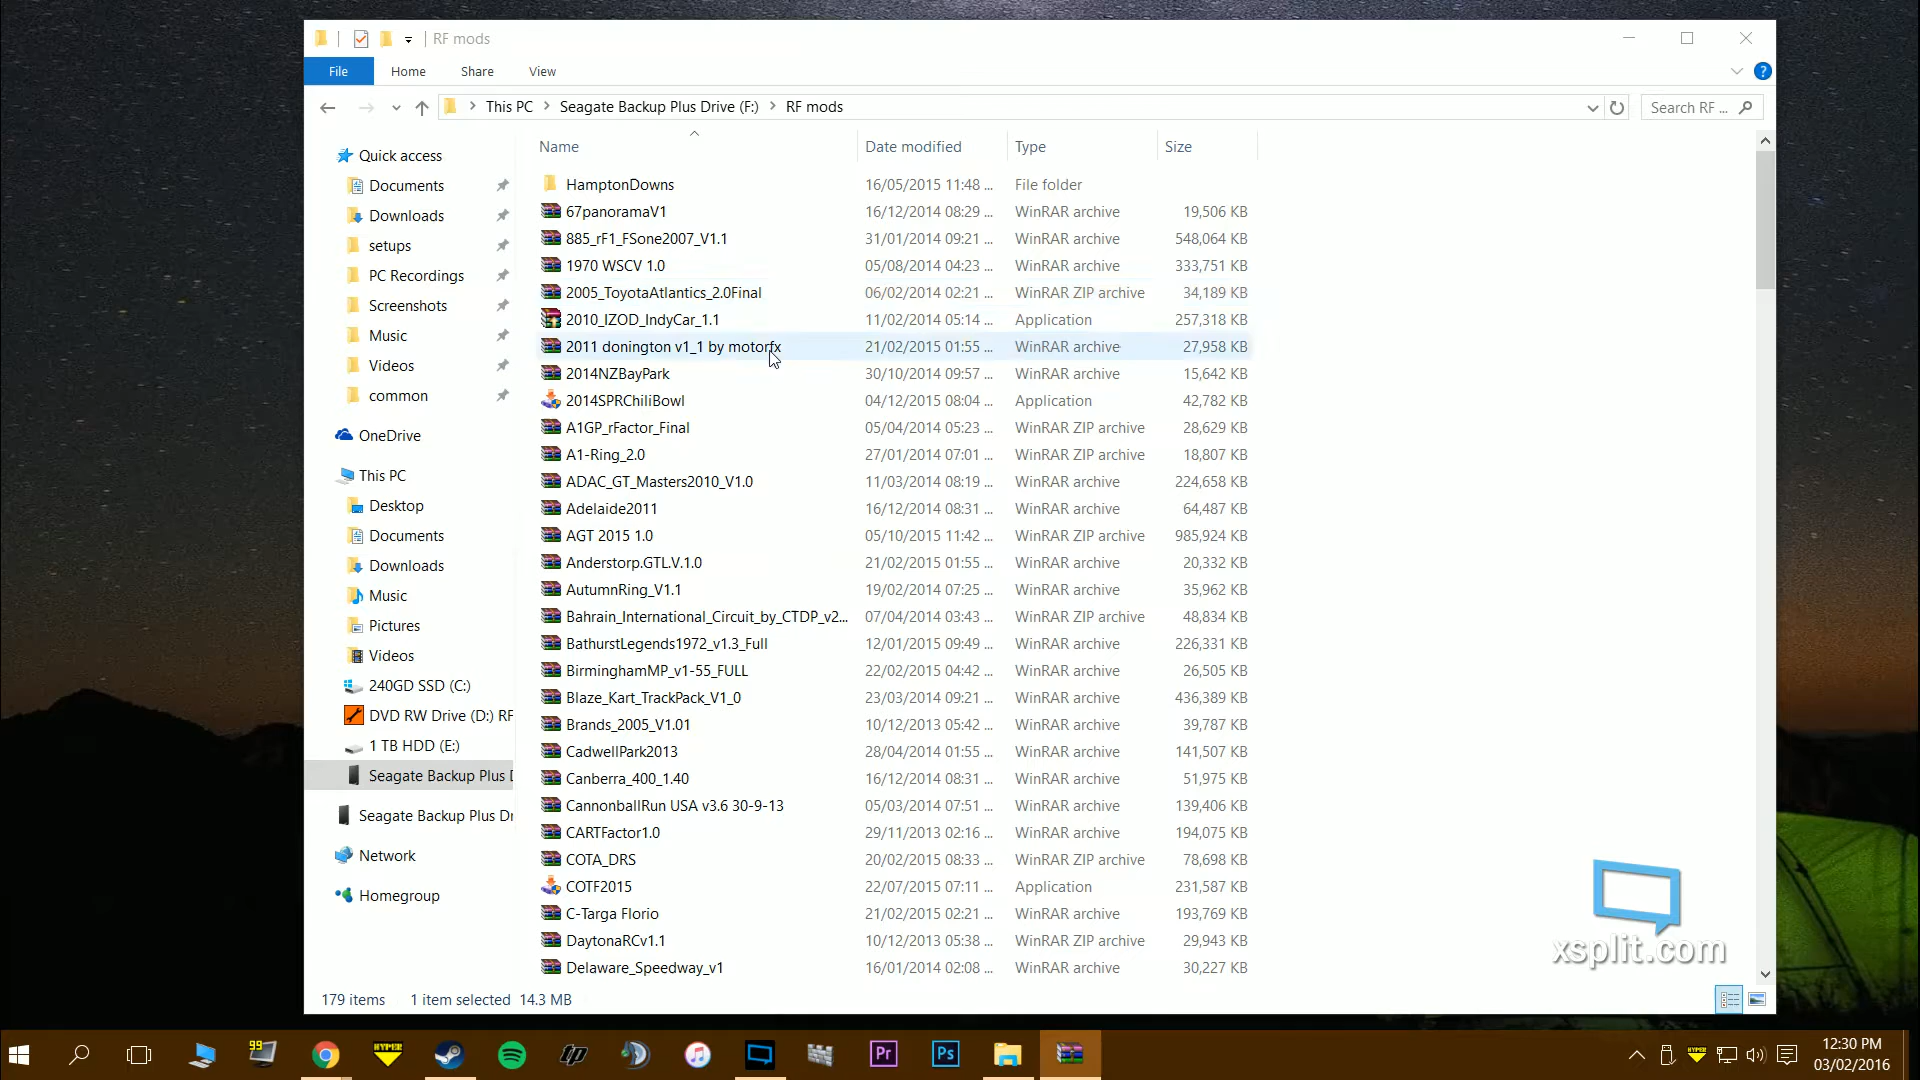 RF mods
File Home Share View
This PC Seagate Backup Plus Drive (F:) RF mods
Search RF ...
Quick access
Documents
Downloads
setups
PC Recordings
Screenshots
Music
Videos
common
OneDrive
This PC
Desktop
Documents
Downloads
Music
Pictures
Videos
240GD SSD (C:)
DVD RW Drive (D:) RF
1 TB HDD (E:)
Seagate Backup Plus D
Seagate Backup Plus Dr
Network
Homegroup
Name Date modified Type Size
HamptonDowns 16/05/2015 11:48 ... File folder
67panoramaV1 16/12/2014 08:29 ... WinRAR archive 19,506 KB
885_rF1_FSone2007_V1.1 31/01/2014 09:21 ... WinRAR archive 548,064 KB
1970 WSCV 1.0 05/08/2014 04:23 ... WinRAR archive 333,751 KB
2005_ToyotaAtlantics_2.0Final 06/02/2014 02:21 ... WinRAR ZIP archive 34,189 KB
2010_IZOD_IndyCar_1.1 11/02/2014 05:14 ... Application 257,318 KB
2011 donington v1_1 by motorfx 21/02/2015 01:55 ... WinRAR archive 27,958 KB
2014NZBayPark 30/10/2014 09:57 ... WinRAR archive 15,642 KB
2014SPRChiliBowl 04/12/2015 08:04 ... Application 42,782 KB
A1GP_rFactor_Final 05/04/2014 05:23 ... WinRAR ZIP archive 28,629 KB
A1-Ring_2.0 27/01/2014 07:01 ... WinRAR ZIP archive 18,807 KB
ADAC_GT_Masters2010_V1.0 11/03/2014 08:19 ... WinRAR archive 224,658 KB
Adelaide2011 16/12/2014 08:31 ... WinRAR archive 64,487 KB
AGT 2015 1.0 05/10/2015 11:42 ... WinRAR ZIP archive 985,924 KB
Anderstorp.GTL.V.1.0 21/02/2015 01:55 ... WinRAR archive 20,332 KB
AutumnRing_V1.1 19/02/2014 07:25 ... WinRAR archive 35,962 KB
Bahrain_International_Circuit_by_CTDP_v2... 07/04/2014 03:43 ... WinRAR ZIP archive 48,834 KB
BathurstLegends1972_v1.3_Full 12/01/2015 09:49 ... WinRAR archive 226,331 KB
BirminghamMP_v1-55_FULL 22/02/2015 04:42 ... WinRAR archive 26,505 KB
Blaze_Kart_TrackPack_V1_0 23/03/2014 09:21 ... WinRAR archive 436,389 KB
Brands_2005_V1.01 10/12/2013 05:42 ... WinRAR archive 39,787 KB
CadwellPark2013 28/04/2014 01:55 ... WinRAR archive 141,507 KB
Canberra_400_1.40 16/12/2014 08:31 ... WinRAR archive 51,975 KB
CannonballRun USA v3.6 30-9-13 05/03/2014 07:51 ... WinRAR archive 139,406 KB
CARTFactor1.0 29/11/2013 02:16 ... WinRAR archive 194,075 KB
COTA_DRS 20/02/2015 08:33 ... WinRAR ZIP archive 78,698 KB
COTF2015 22/07/2015 07:11 ... Application 231,587 KB
C-Targa Florio 21/02/2015 02:21 ... WinRAR archive 193,769 KB
DaytonaRCv1.1 10/12/2013 05:38 ... WinRAR ZIP archive 29,943 KB
Delaware_Speedway_v1 16/01/2014 02:08 ... WinRAR archive 30,227 KB
xsplit.com
179 items 1 item selected 14.3 MB
99
HYPER
Pr
Ps
12:30 PM
03/02/2016